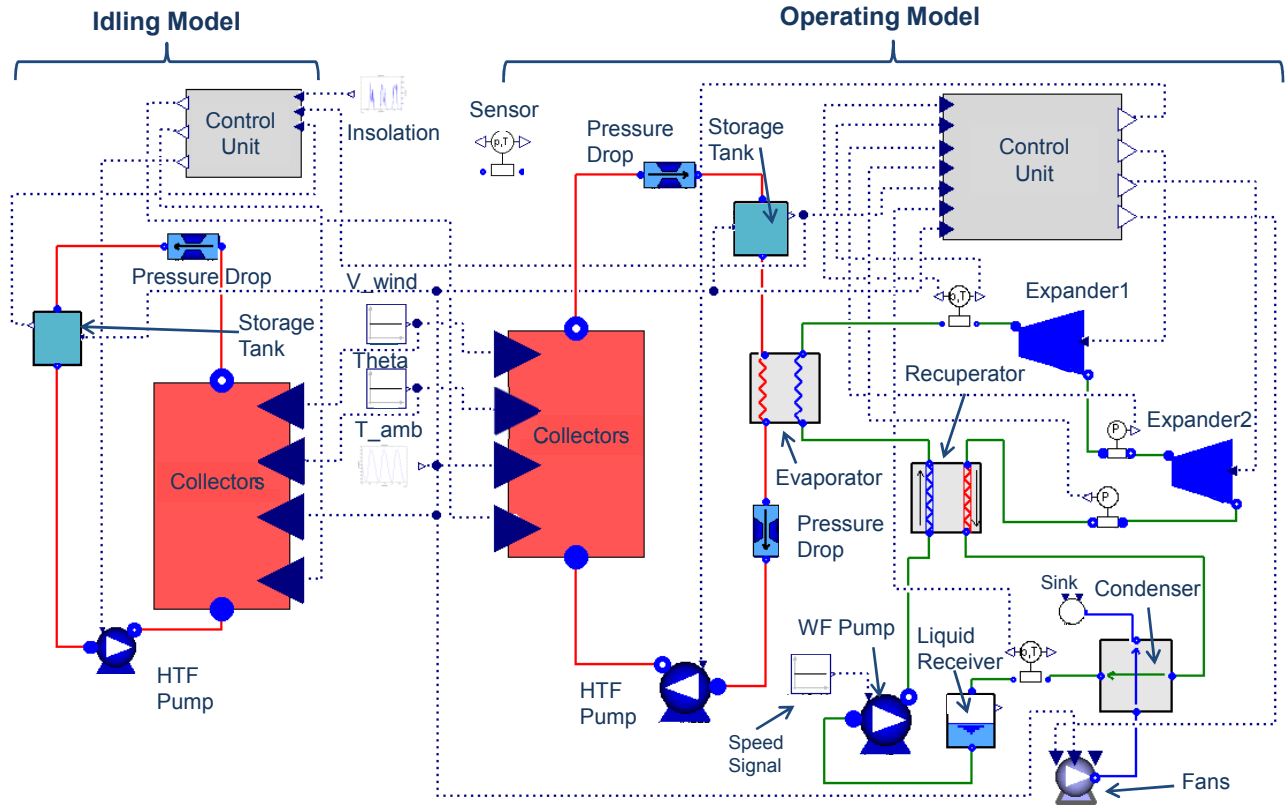 Idling Model
Operating Model
Control
Unit
Insolation
Sensor
p,T
Pressure
Drop
Storage
Tank
Control
Unit
Pressure Drop
V_wind
p,T
Expander1
Storage
Tank
Theta
Recuperator
T_amb
Expander2
P
Collectors
Collectors
Evaporator
P
Pressure
Drop
Sink
Condenser
WF Pump
Liquid
Receiver
p,T
HTF
Pump
HTF
Pump
Speed
Signal
Fans